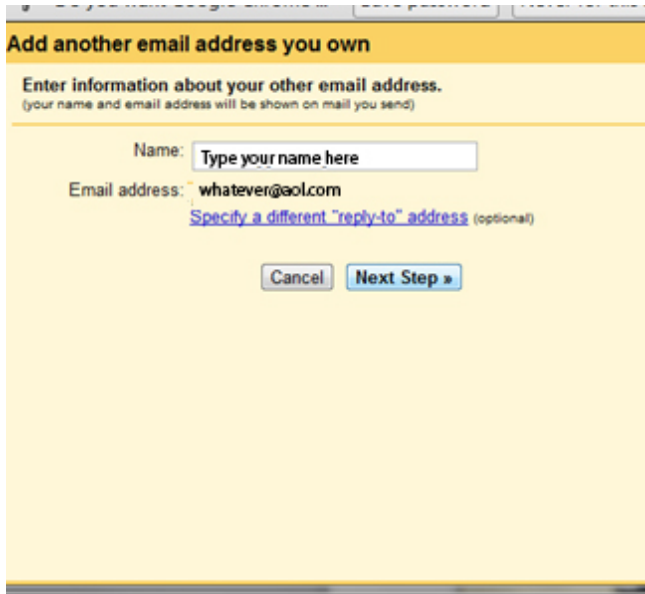 Add another email address you own
Enter information about your other email address.
(your name and email address will be shown on mail you send)
Name: Type your name here
Email address: whatever@aol.com
Specify a different "reply-to" address (optional)
Cancel Next Step »